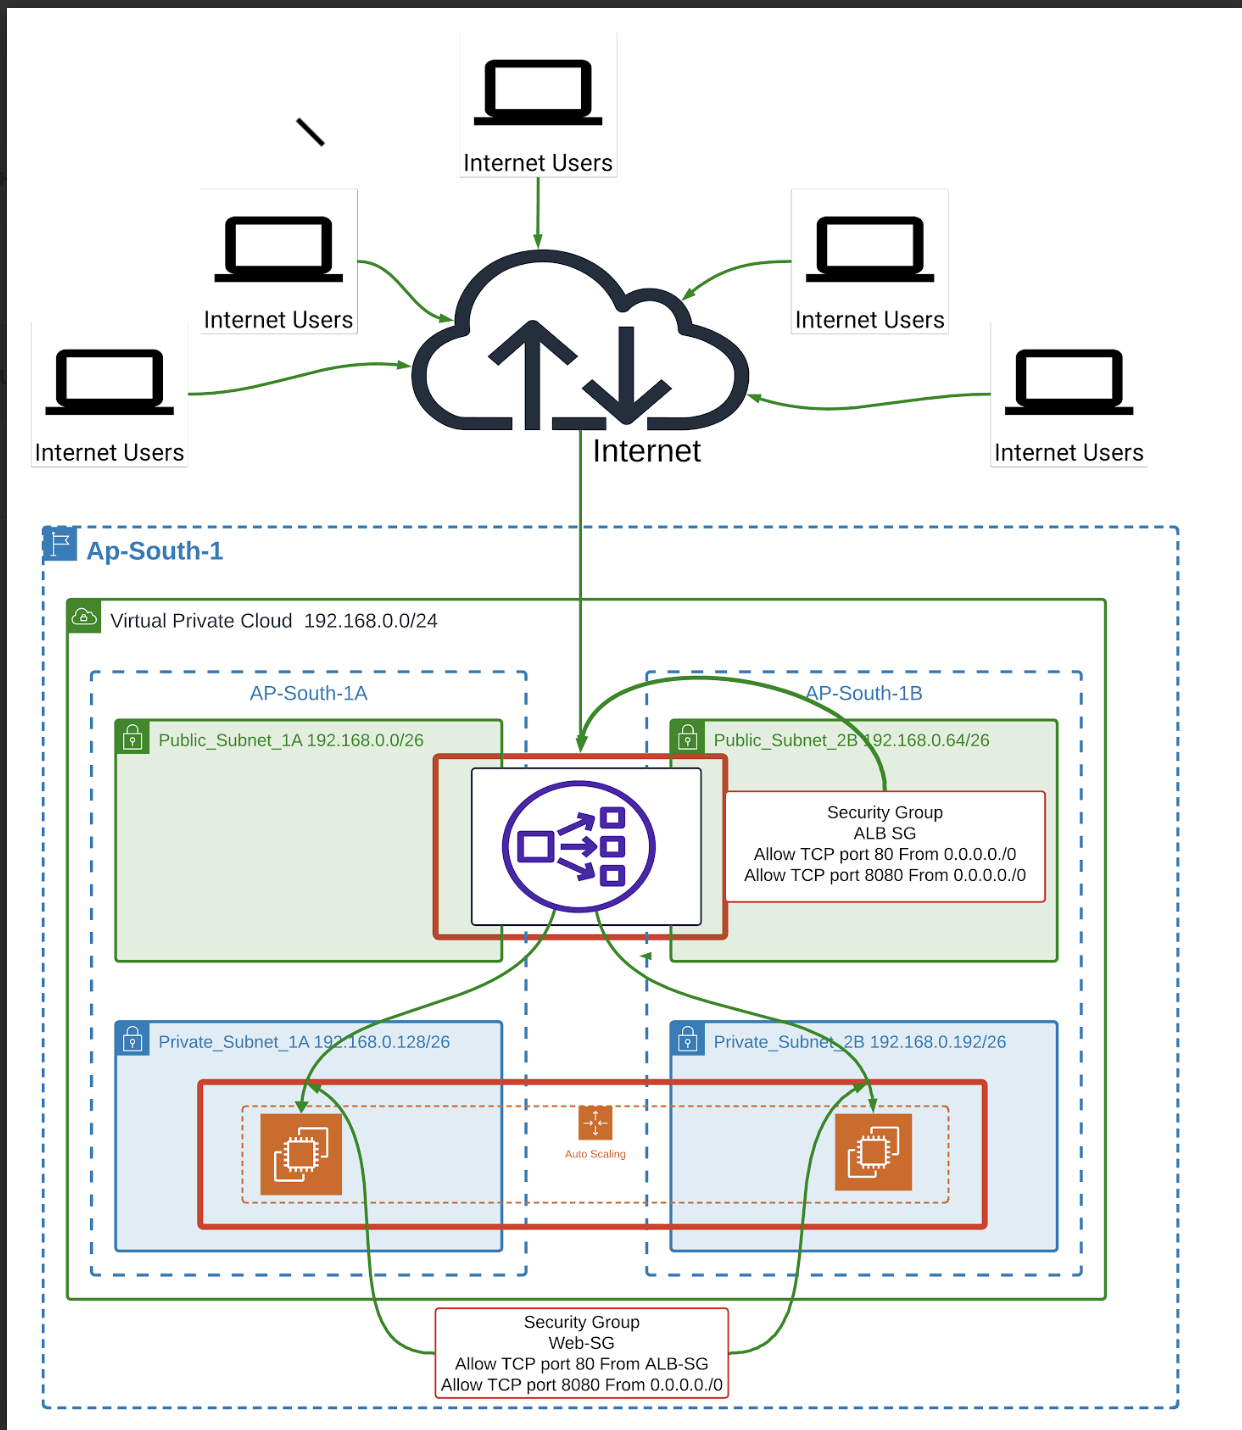 Internet Users
Internet Users
Internet Users
Internet Users
Internet Users
Internet
Ap-South-1
Virtual Private Cloud  192.168.0.0/24
AP-South-1A
AP-South-1B
Public_Subnet_1A 192.168.0.0/26
Public_Subnet_2B 192.168.0.64/26
Security Group
ALB SG
Allow TCP port 80 From 0.0.0.0./0
Allow TCP port 8080 From 0.0.0.0./0
Private_Subnet_1A 192.168.0.128/26
Private_Subnet_2B 192.168.0.192/26
Auto Scaling
Security Group
Web-SG
Allow TCP port 80 From ALB-SG
Allow TCP port 8080 From 0.0.0.0./0